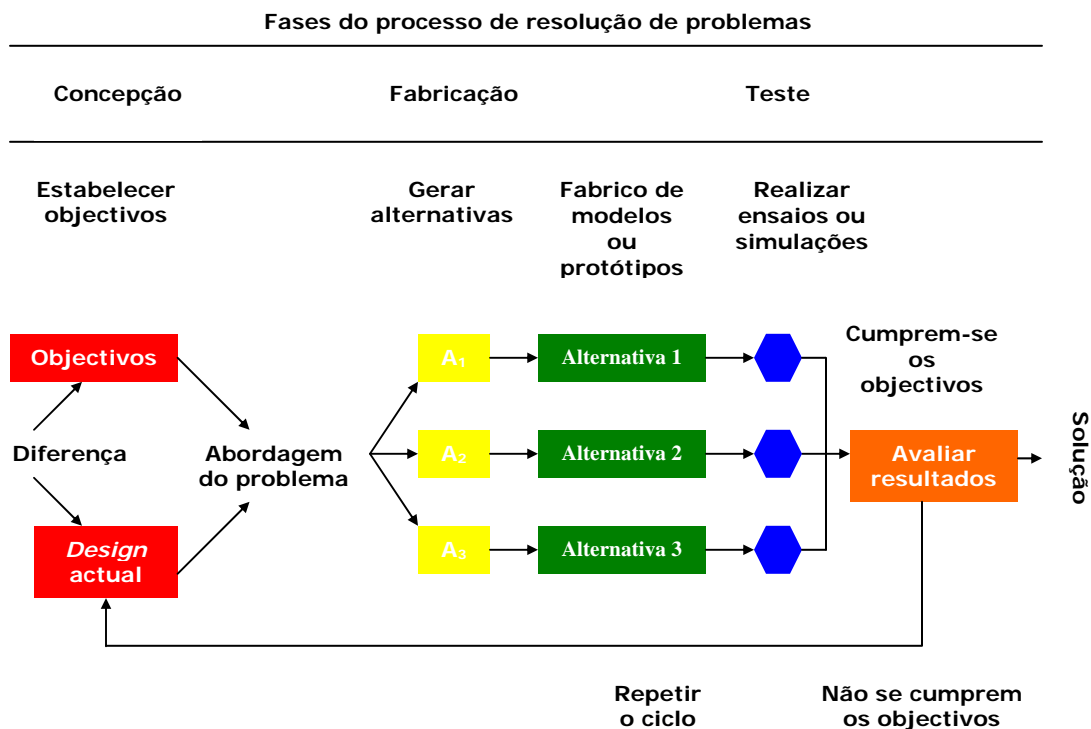 Fases do processo de resolução de problemas
Concepção
Fabricação
Teste
Estabelecer
objectivos
Gerar
alternativas
Fabrico de
modelos
ou
protótipos
Realizar
ensaios ou
simulações
Objectivos
Diferença
Design
actual
Abordagem
do problema
A₁
A₂
A₃
Alternativa 1
Alternativa 2
Alternativa 3
Cumprem-se
os
objectivos
Avaliar
resultados
Solução
Repetir
o ciclo
Não se cumprem
os objectivos